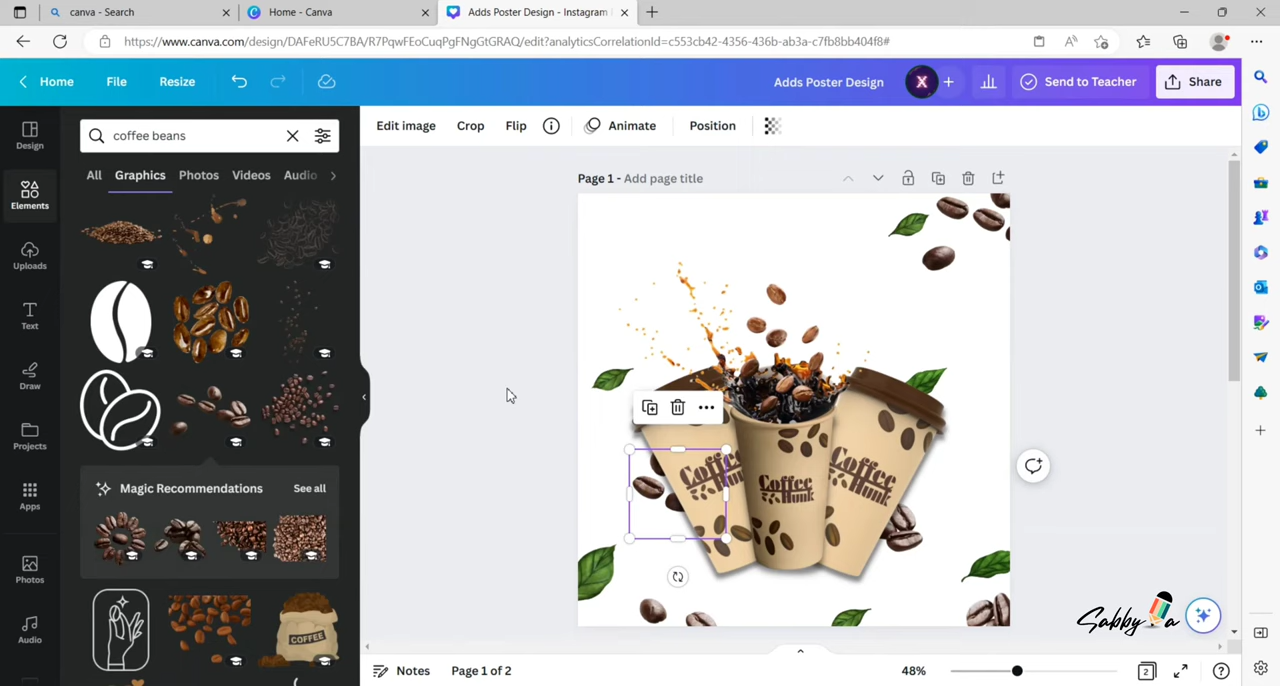 canva - Search
Home - Canva
Adds Poster Design - Instagram
https://www.canva.com/design/DAFeRU5C7BA/R7PqwFEoCuqPgFNgGtGRAQ/edit?analyticsCorrelationId=c553cb42-4356-436b-ab3a-c7fb8bb404f8#
Home File Resize
Adds Poster Design
X
Send to Teacher
Share
Design
Elements
Uploads
Text
Draw
Projects
Apps
Photos
Audio
coffee beans
All Graphics Photos Videos Audio
Magic Recommendations See all
COFFEE
Edit image Crop Flip Animate Position
Page 1 - Add page title
Coffee
Hunk
Coffee
Hunk
Coffee
Hunk
Sabby a
Notes Page 1 of 2
48%
2